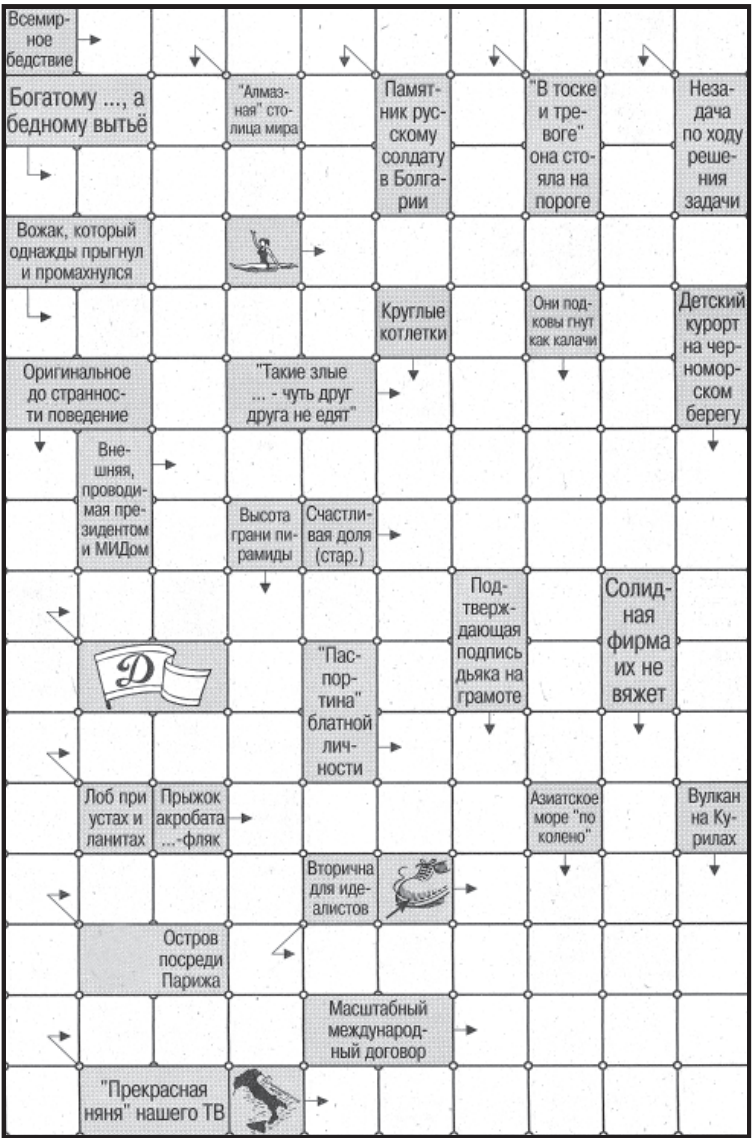 Всемир-
ное
бедствие
Богатому ..., а
бедному вытьё
"Алмаз-
ная" сто-
лица мира
Памят-
ник рус-
скому
солдату
в Болга-
рии
"В тоске
и тре-
воге"
она сто-
яла на
пороге
Неза-
дача
по ходу
реше-
ния
задачи
Вожак, который
однажды прыгнул
и промахнулся
Круглые
котлетки
Они под-
ковы гнут
как калачи
Детский
курорт
на чер-
номор-
ском
берегу
Оригинальное
до страннос-
ти поведение
"Такие злые
... - чуть друг
друга не едят"
Вне-
шняя,
проводи-
мая пре-
зидентом
и МИДом
Высота
грани пи-
рамиды
Счастли-
вая доля
(стар.)
Под-
тверж-
дающая
подпись
дьяка на
грамоте
Солид-
ная
фирма
их не
вяжет
Д
"Пас-
пор-
тина"
блатной
лич-
ности
Лоб при
устах и
ланитах
Прыжок
акробата
...-фляк
Азиатское
море "по
колено"
Вулкан
на Ку-
рилах
Вторична
для иде-
алистов
Остров
посреди
Парижа
Масштабный
международ-
ный договор
"Прекрасная
няня" нашего ТВ